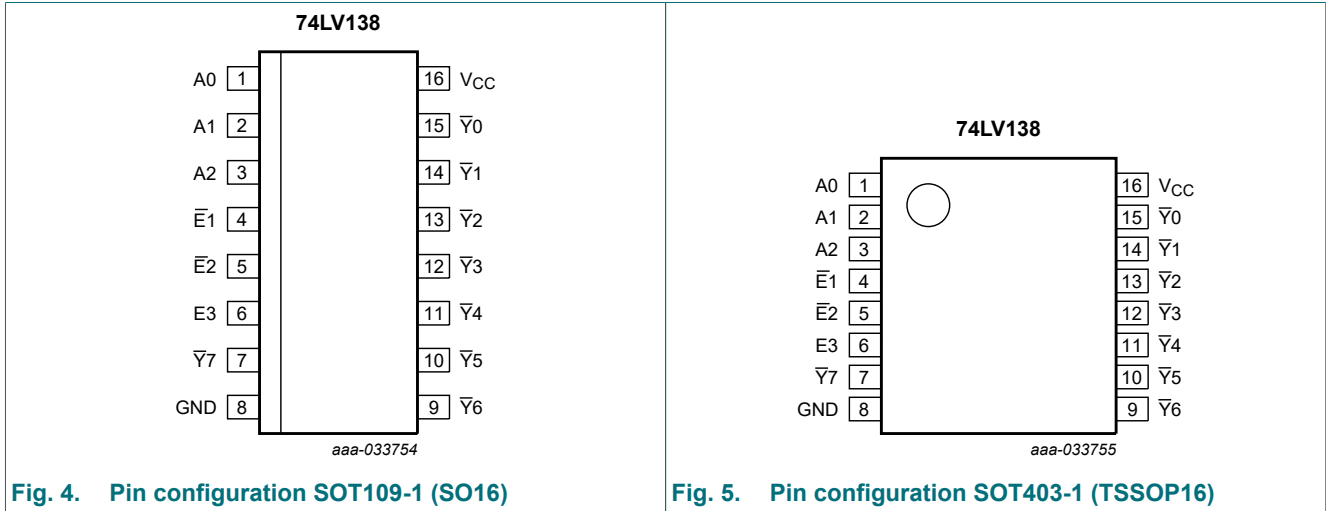 74LV138
A0 1 16 VCC
A1 2 15 Y̅0
A2 3 14 Y̅1
E̅1 4 13 Y̅2
E̅2 5 12 Y̅3
E3 6 11 Y̅4
Y̅7 7 10 Y̅5
GND 8 9 Y̅6
aaa-033754
Fig. 4. Pin configuration SOT109-1 (SO16)
74LV138
A0 1 16 VCC
A1 2 15 Y̅0
A2 3 14 Y̅1
E̅1 4 13 Y̅2
E̅2 5 12 Y̅3
E3 6 11 Y̅4
Y̅7 7 10 Y̅5
GND 8 9 Y̅6
aaa-033755
Fig. 5. Pin configuration SOT403-1 (TSSOP16)